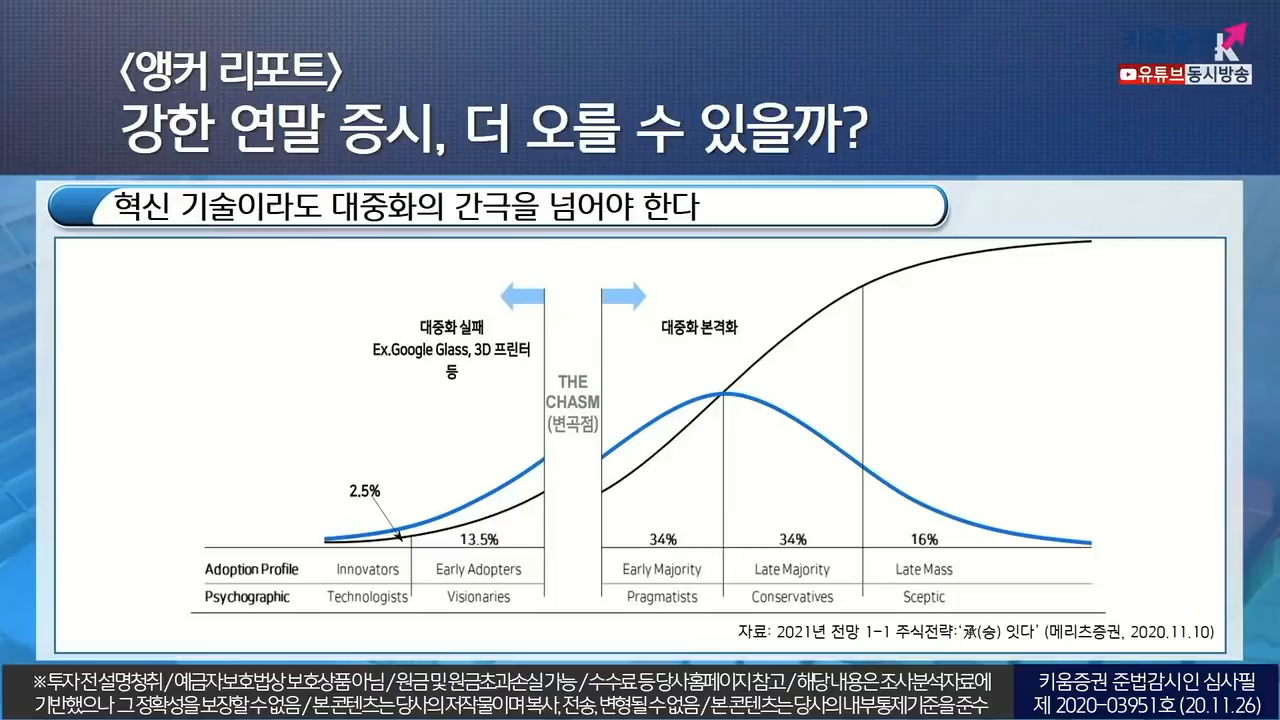 <앵커 리포트>
강한 연말 증시, 더 오를 수 있을까?
K
유튜브 동시방송
혁신 기술이라도 대중화의 간극을 넘어야 한다
대중화 실패
Ex.Google Glass, 3D 프린터
등
THE
CHASM
(변곡점)
대중화 본격화
2.5%
13.5% 34% 34% 16%
Adoption Profile Innovators Early Adopters Early Majority Late Majority Late Mass
Psychographic Technologists Visionaries Pragmatists Conservatives Sceptic
자료: 2021년 전망 1-1 주식전략:‘承(승) 잇다’ (메리츠증권, 2020.11.10)
※ 투자 전 설명청취 / 예금자보호법상 보호상품 아님 / 원금 및 원금초과손실 가능 / 수수료 등 당사홈페이지 참고 / 해당 내용은 조사분석자료에
기반했으나 그 정확성을 보장할 수 없음 / 본 콘텐츠는 당사의 저작물이며 복사, 전송, 변형될 수 없음 / 본 콘텐츠는 당사의 내부통제기준을 준수
키움증권 준법감시인 심사필
제 2020-03951호 (20.11.26)